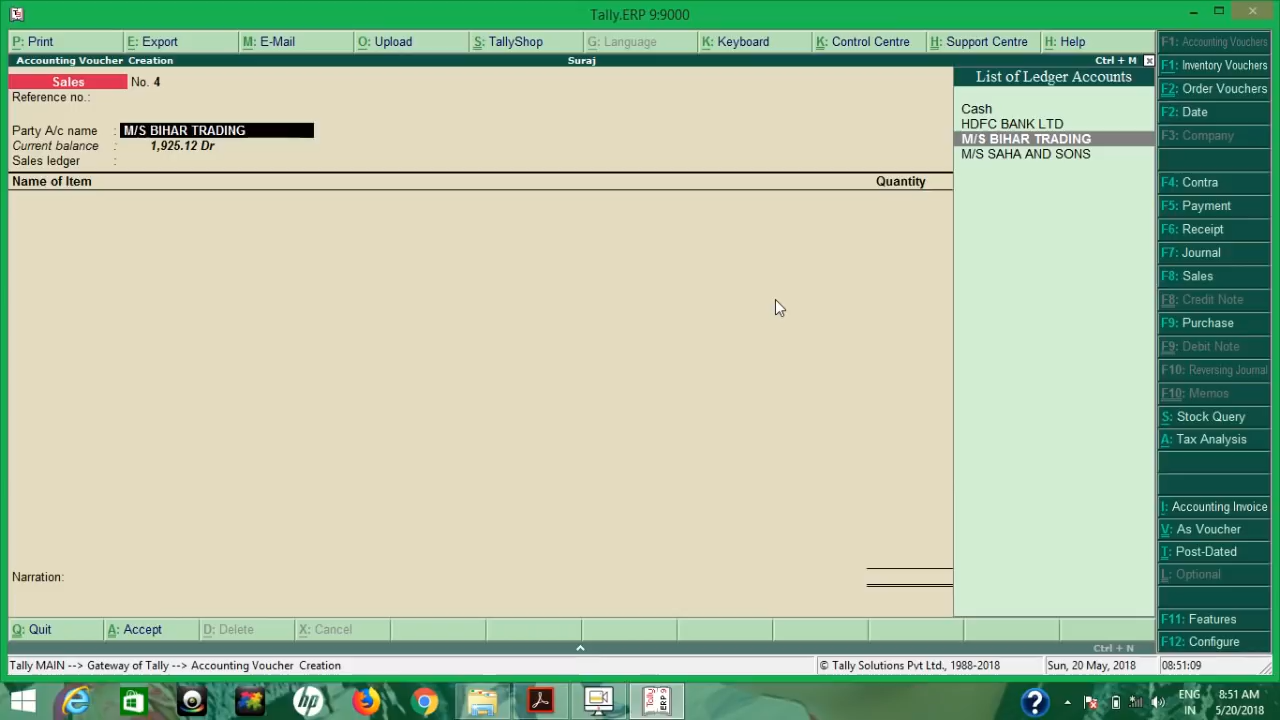 Tally.ERP 9:9000
P: Print
E: Export
M: E-Mail
O: Upload
S: TallyShop
G: Language
K: Keyboard
K: Control Centre
H: Support Centre
H: Help
Accounting Voucher Creation
Suraj
Ctrl + M
Sales No. 4
Reference no.:
Party A/c name : M/S BIHAR TRADING
Current balance : 1,925.12 Dr
Sales ledger :
Name of Item
Quantity
Narration:
List of Ledger Accounts
Cash
HDFC BANK LTD
M/S BIHAR TRADING
M/S SAHA AND SONS
F1: Accounting Vouchers
F1: Inventory Vouchers
F2: Order Vouchers
F2: Date
F3: Company
F4: Contra
F5: Payment
F6: Receipt
F7: Journal
F8: Sales
F8: Credit Note
F9: Purchase
F9: Debit Note
F10: Reversing Journal
F10: Memos
S: Stock Query
A: Tax Analysis
I: Accounting Invoice
V: As Voucher
T: Post-Dated
L: Optional
F11: Features
F12: Configure
Q: Quit
A: Accept
D: Delete
X: Cancel
Ctrl + N
Tally MAIN --> Gateway of Tally --> Accounting Voucher Creation
© Tally Solutions Pvt Ltd., 1988-2018
Sun, 20 May, 2018
08:51:09
hp
Tally
ERP 9
ENG
IN
8:51 AM
5/20/2018